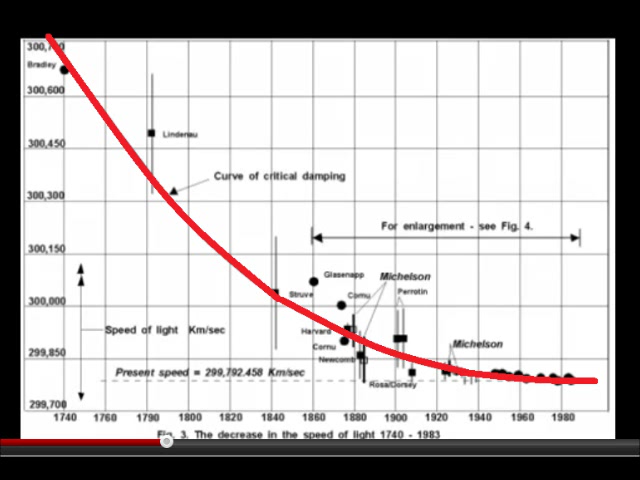 300,750
Bradley
300,600
Lindenau
300,450
Curve of critical damping
300,300
For enlargement - see Fig. 4.
300,150
Glasenapp
Michelson
Struve
Cornu
Perrotin
300,000
Speed of light Km/sec
Harvard
Cornu
Michelson
299,850
Newcomb
Present speed = 299,792.458 Km/sec
Rosa/Dorsey
299,700
1740 1760 1790 1800 1820 1840 1860 1880 1900 1920 1940 1960 1980
Fig. 3. The decrease in the speed of light 1740 - 1983